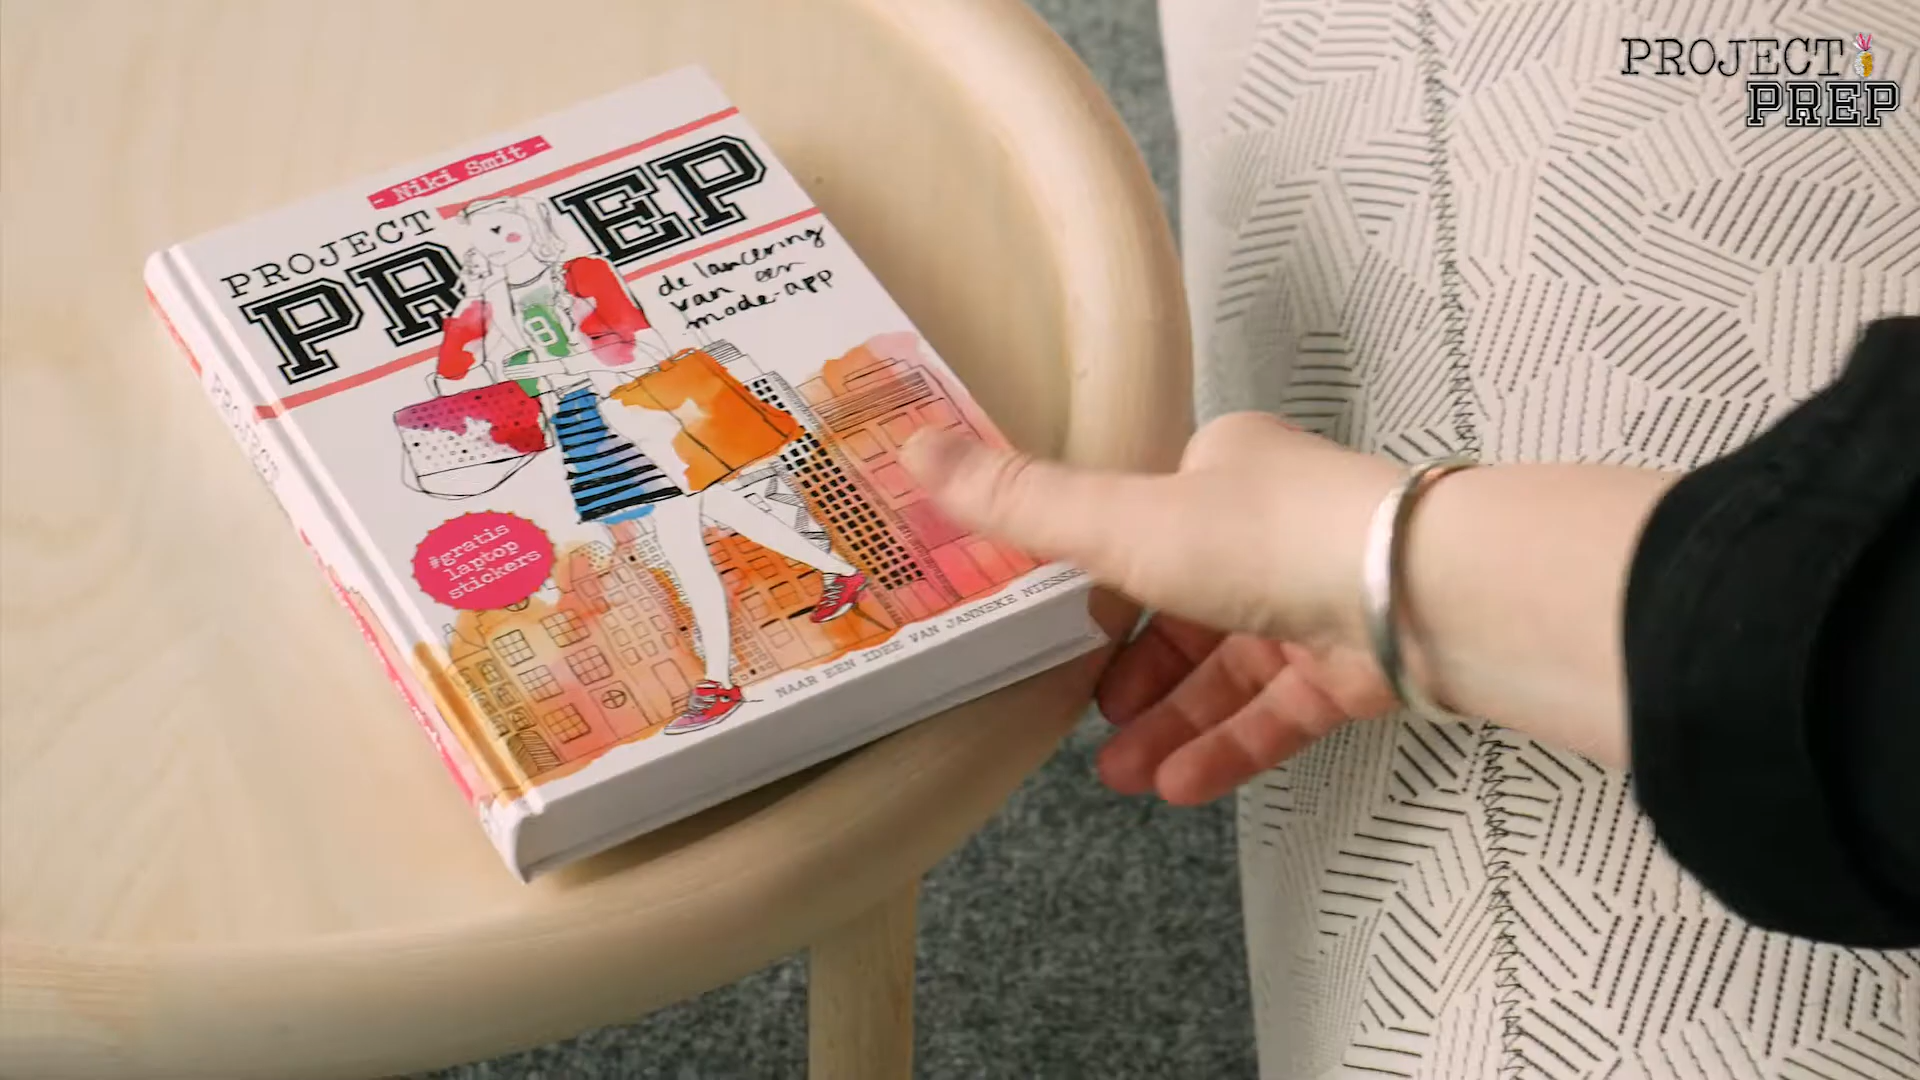 PROJECT
PREP
- Niki Smit -
PROJECT
PREP
de lancering
van een
mode-app
B
#gratis
laptop
stickers
NAAR EEN IDEE VAN JANNEKE
PROJECT